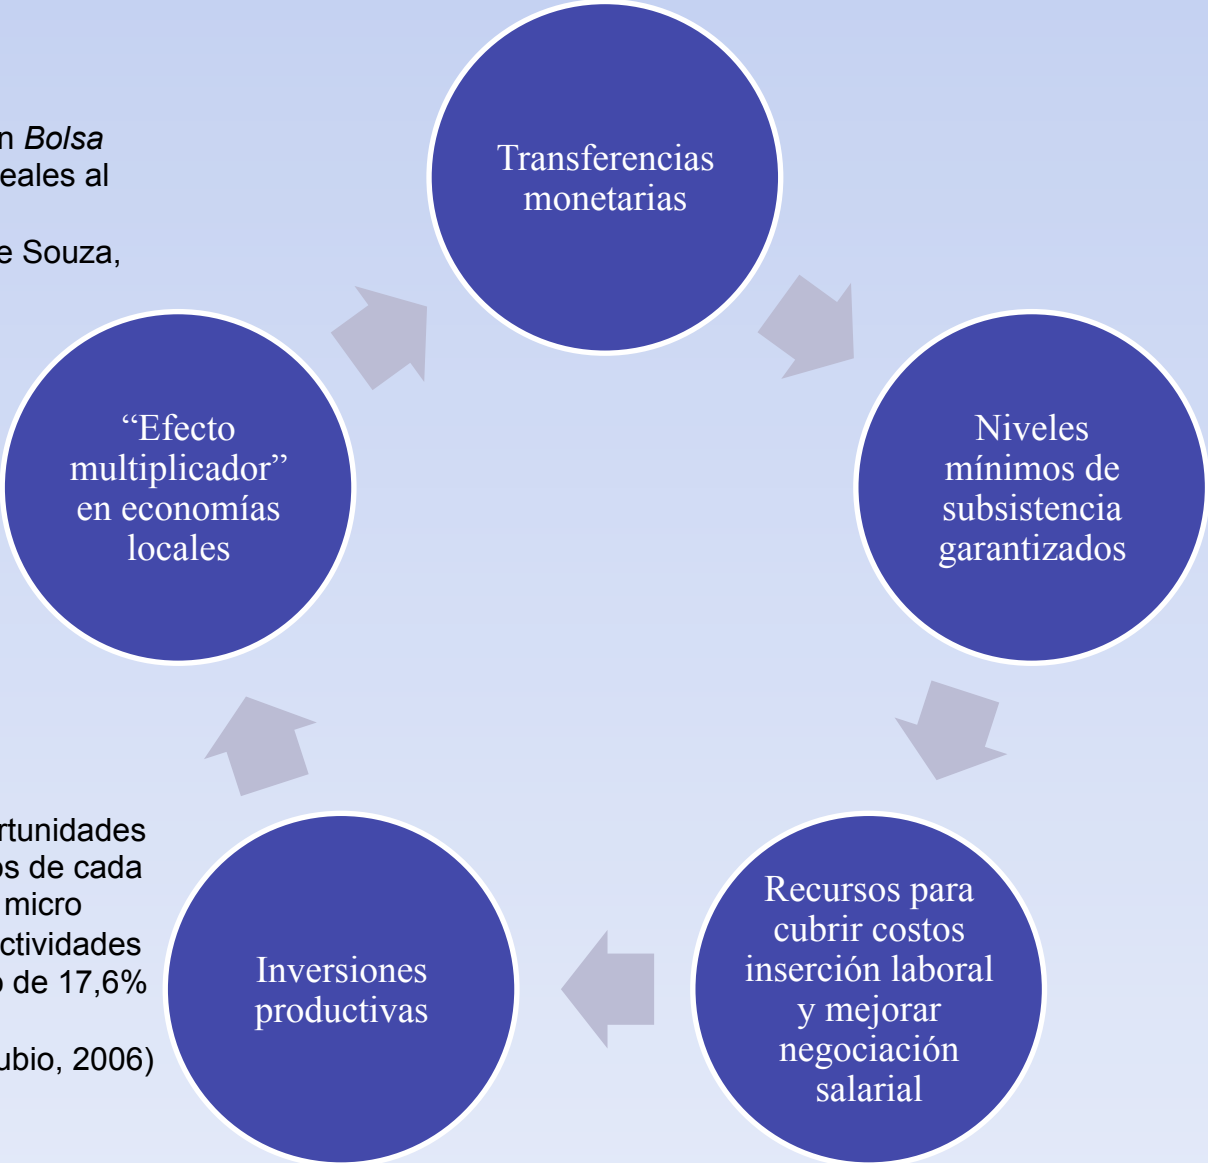 n Bolsa
eales al
e Souza,
Transferencias
monetarias
“Efecto
multiplicador”
en economías
locales
Niveles
mínimos de
subsistencia
garantizados
rtunidades
os de cada
micro
ctividades
o de 17,6%
ubio, 2006)
Inversiones
productivas
Recursos para
cubrir costos
inserción laboral
y mejorar
negociación
salarial